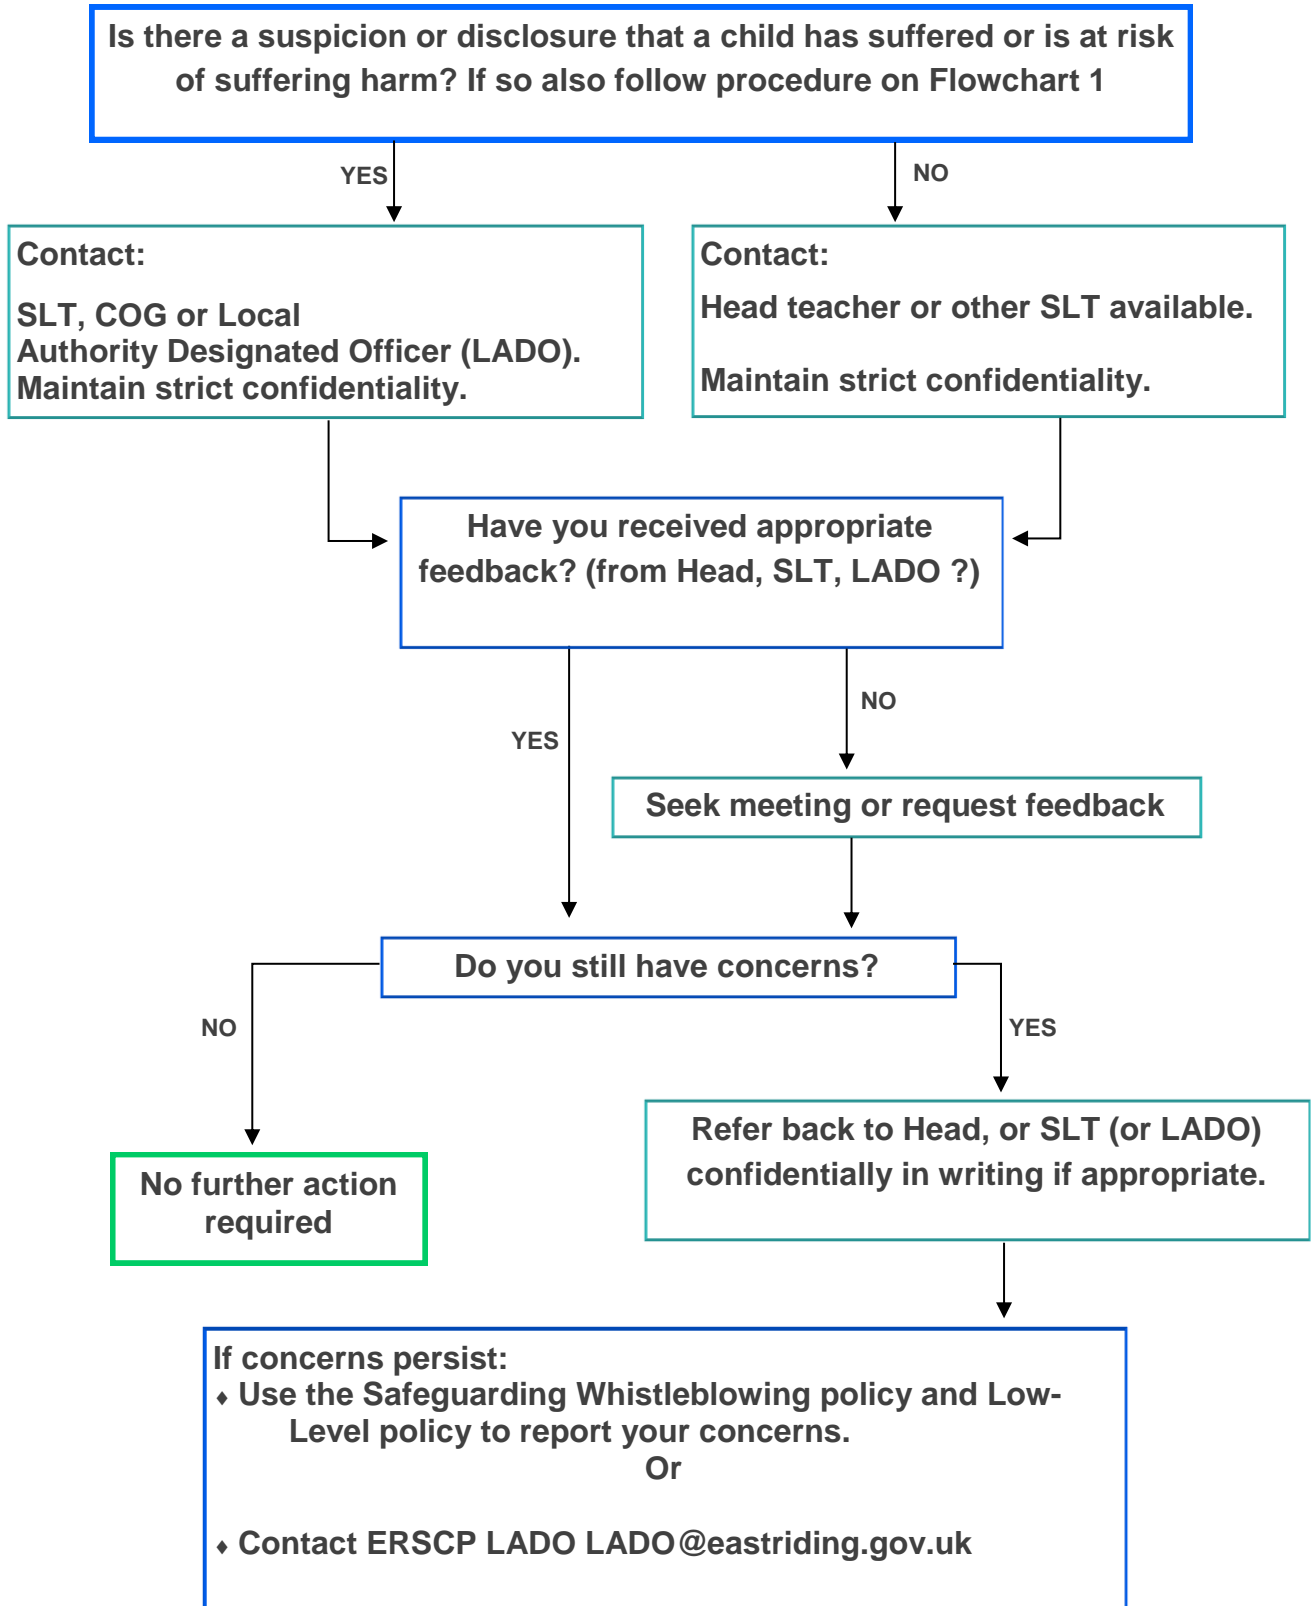 Is there a suspicion or disclosure that a child has suffered or is at risk
of suffering harm? If so also follow procedure on Flowchart 1
YES
NO
Contact:
SLT, COG or Local
Authority Designated Officer (LADO).
Maintain strict confidentiality.
Contact:
Head teacher or other SLT available.
Maintain strict confidentiality.
Have you received appropriate
feedback? (from Head, SLT, LADO ?)
NO
YES
Seek meeting or request feedback
Do you still have concerns?
NO
YES
Refer back to Head, or SLT (or LADO)
confidentially in writing if appropriate.
No further action
required
If concerns persist:
♦ Use the Safeguarding Whistleblowing policy and Low-
Level policy to report your concerns.
Or
♦ Contact ERSCP LADO LADO@eastriding.gov.uk